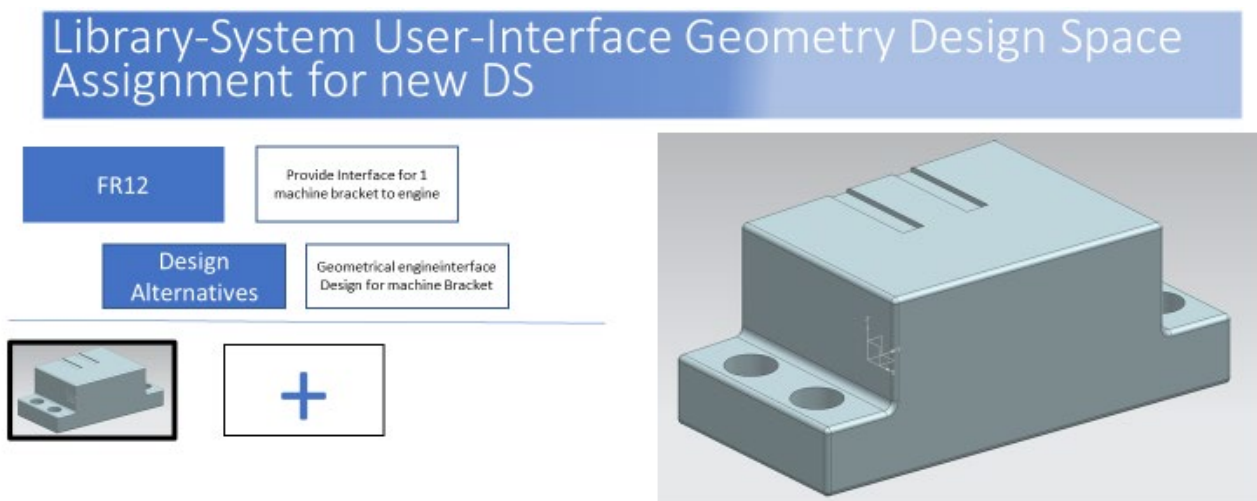 Library-System User-Interface Geometry Design Space
Assignment for new DS
FR12
Provide Interface for 1
machine bracket to engine
Design
Alternatives
Geometrical engineinterface
Design for machine Bracket
+